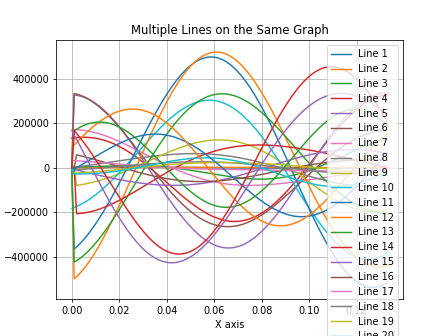 Multiple Lines on the Same Graph
400000
200000
0
−200000
−400000
0.00
0.02
0.04
0.06
0.08
0.10
X axis
Line 1
Line 2
Line 3
Line 4
Line 5
Line 6
Line 7
Line 8
Line 9
Line 10
Line 11
Line 12
Line 13
Line 14
Line 15
Line 16
Line 17
Line 18
Line 19
Line 20